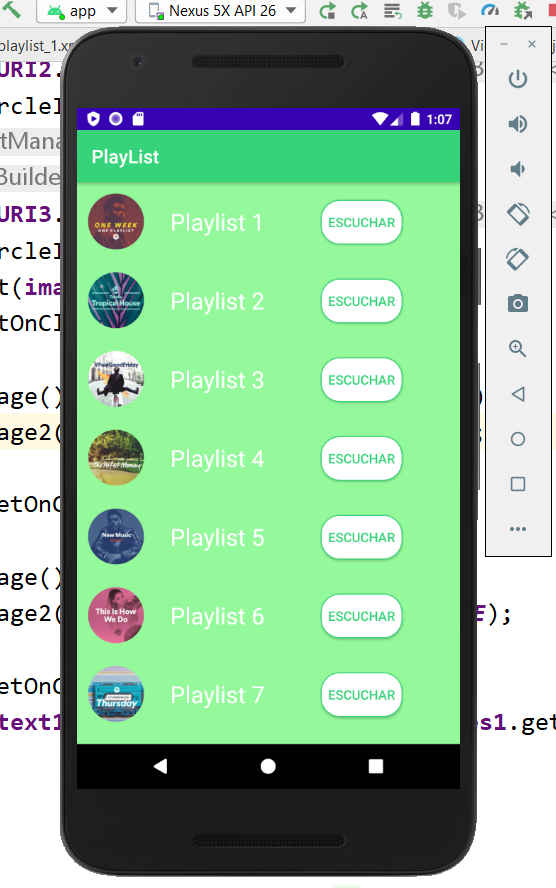 app Nexus 5X API 26
playlist_1.x
URI2.
rcleI
tMana
Builde
URI3.
rcleI
t(ima
tOnCl
age()
age2(
etOnC
age()
age2( E);
etOnC
text1 es1.get
1:07
PlayList
ONE WEEK
ONE PLAYLIST
Playlist 1 ESCUCHAR
Tropical House
Playlist 2 ESCUCHAR
#FeelGoodFriday
Playlist 3 ESCUCHAR
One Perfect Morning
Playlist 4 ESCUCHAR
New Music
Playlist 5 ESCUCHAR
This Is How
We Do
Playlist 6 ESCUCHAR
Thursday
Playlist 7 ESCUCHAR